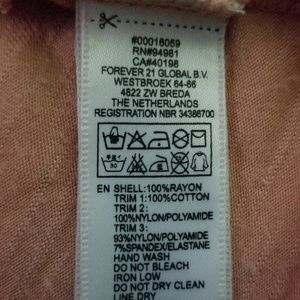 #00018059
RN#94981
CA#40198
FOREVER 21 GLOBAL B.V.
WESTBROEK 64-66
4822 ZW BREDA
THE NETHERLANDS
REGISTRATION NBR 34386700
EN SHELL:100%RAYON
TRIM 1:100%COTTON
TRIM 2:
100%NYLON/POLYAMIDE
TRIM 3:
93%NYLON/POLYAMIDE
7%SPANDEX/ELASTANE
HAND WASH
DO NOT BLEACH
IRON LOW
DO NOT DRY CLEAN
LINE DRY